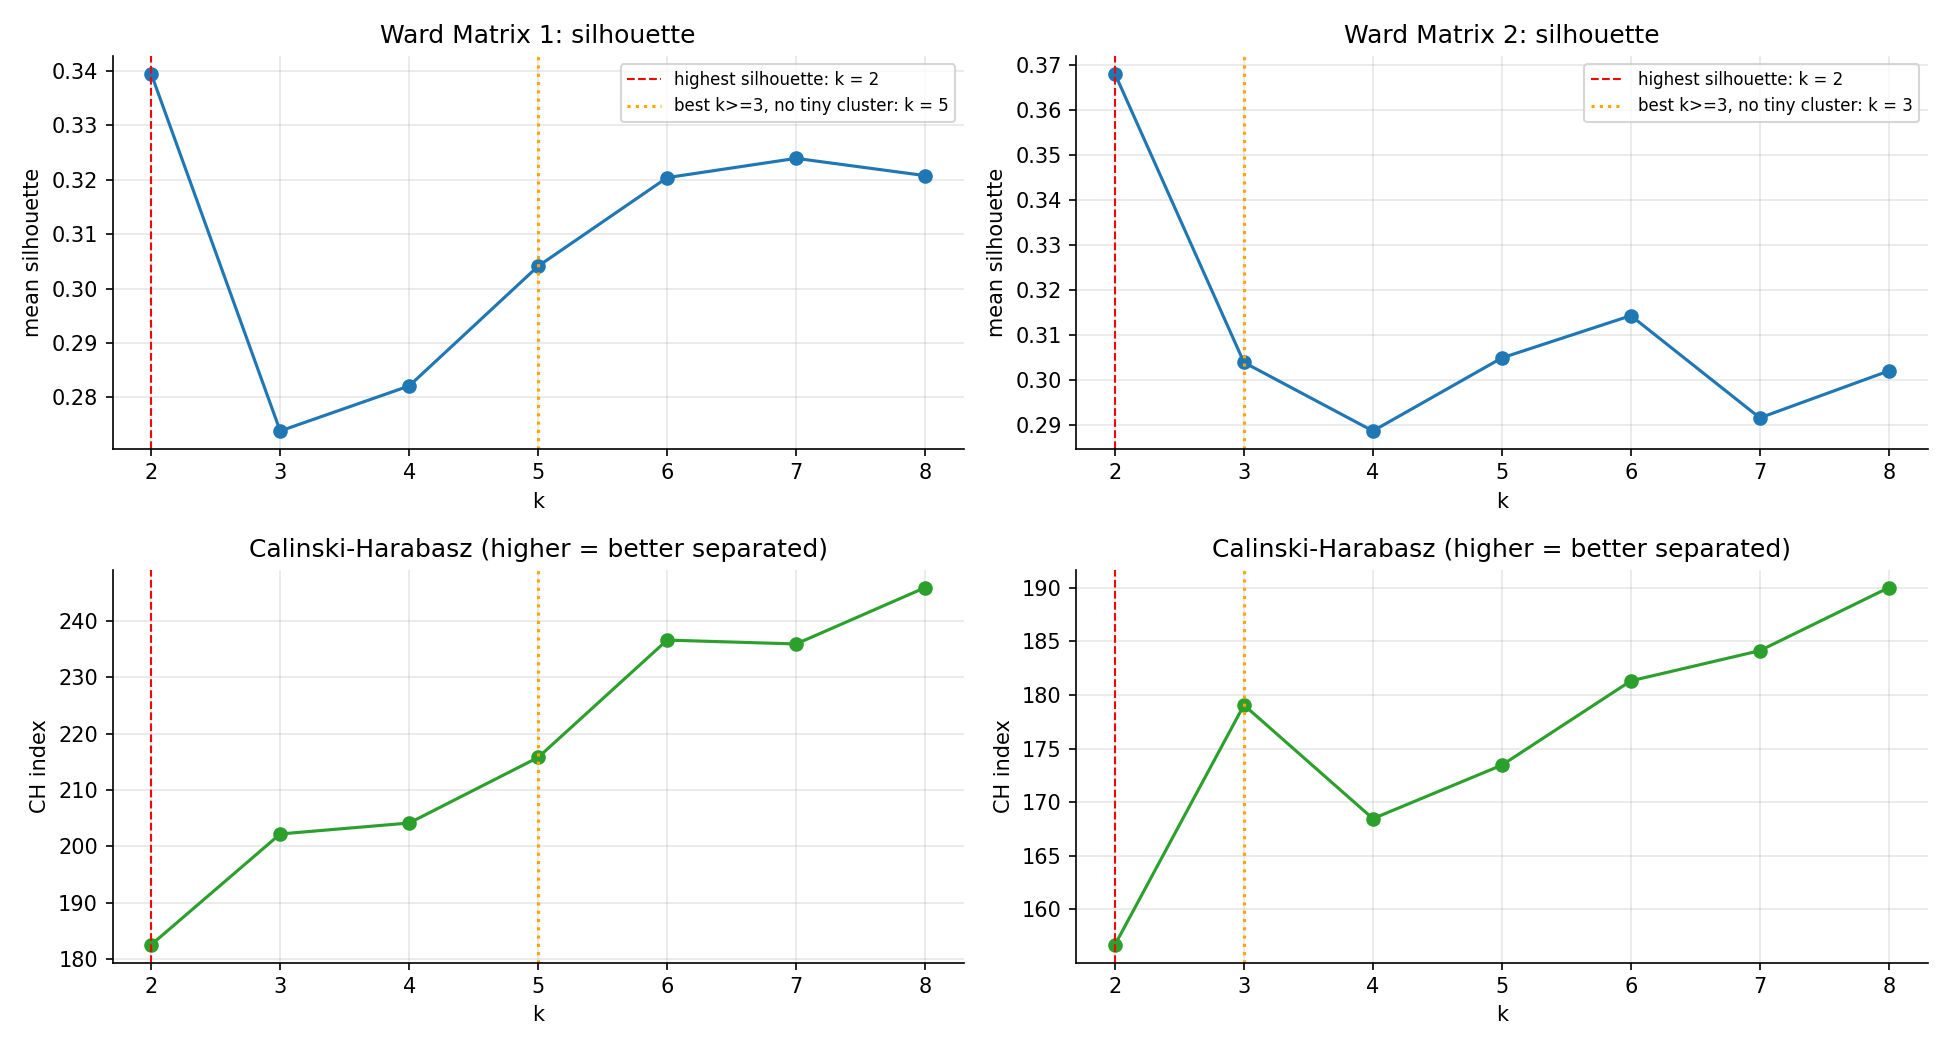 Ward Matrix 1: silhouette
highest silhouette: k = 2
best k>=3, no tiny cluster: k = 5
mean silhouette
0.34
0.33
0.32
0.31
0.30
0.29
0.28
2 3 4 5 6 7 8
k
Ward Matrix 2: silhouette
highest silhouette: k = 2
best k>=3, no tiny cluster: k = 3
mean silhouette
0.37
0.36
0.35
0.34
0.33
0.32
0.31
0.30
0.29
2 3 4 5 6 7 8
k
Calinski-Harabasz (higher = better separated)
CH index
240
230
220
210
200
190
180
2 3 4 5 6 7 8
k
Calinski-Harabasz (higher = better separated)
CH index
190
185
180
175
170
165
160
2 3 4 5 6 7 8
k